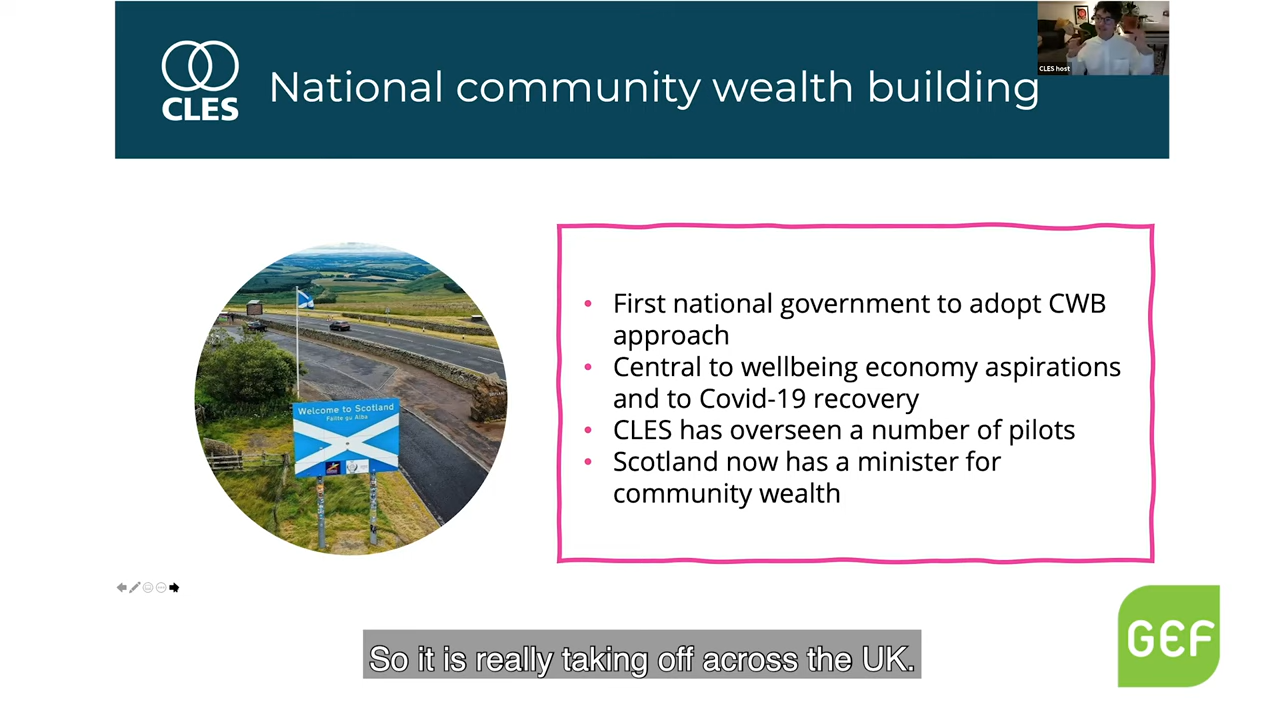 CLES
National community wealth building
CLES host
Welcome to Scotland
Fàilte gu Alba
• First national government to adopt CWB
approach
• Central to wellbeing economy aspirations
and to Covid-19 recovery
• CLES has overseen a number of pilots
• Scotland now has a minister for
community wealth
GEF
So it is really taking off across the UK.